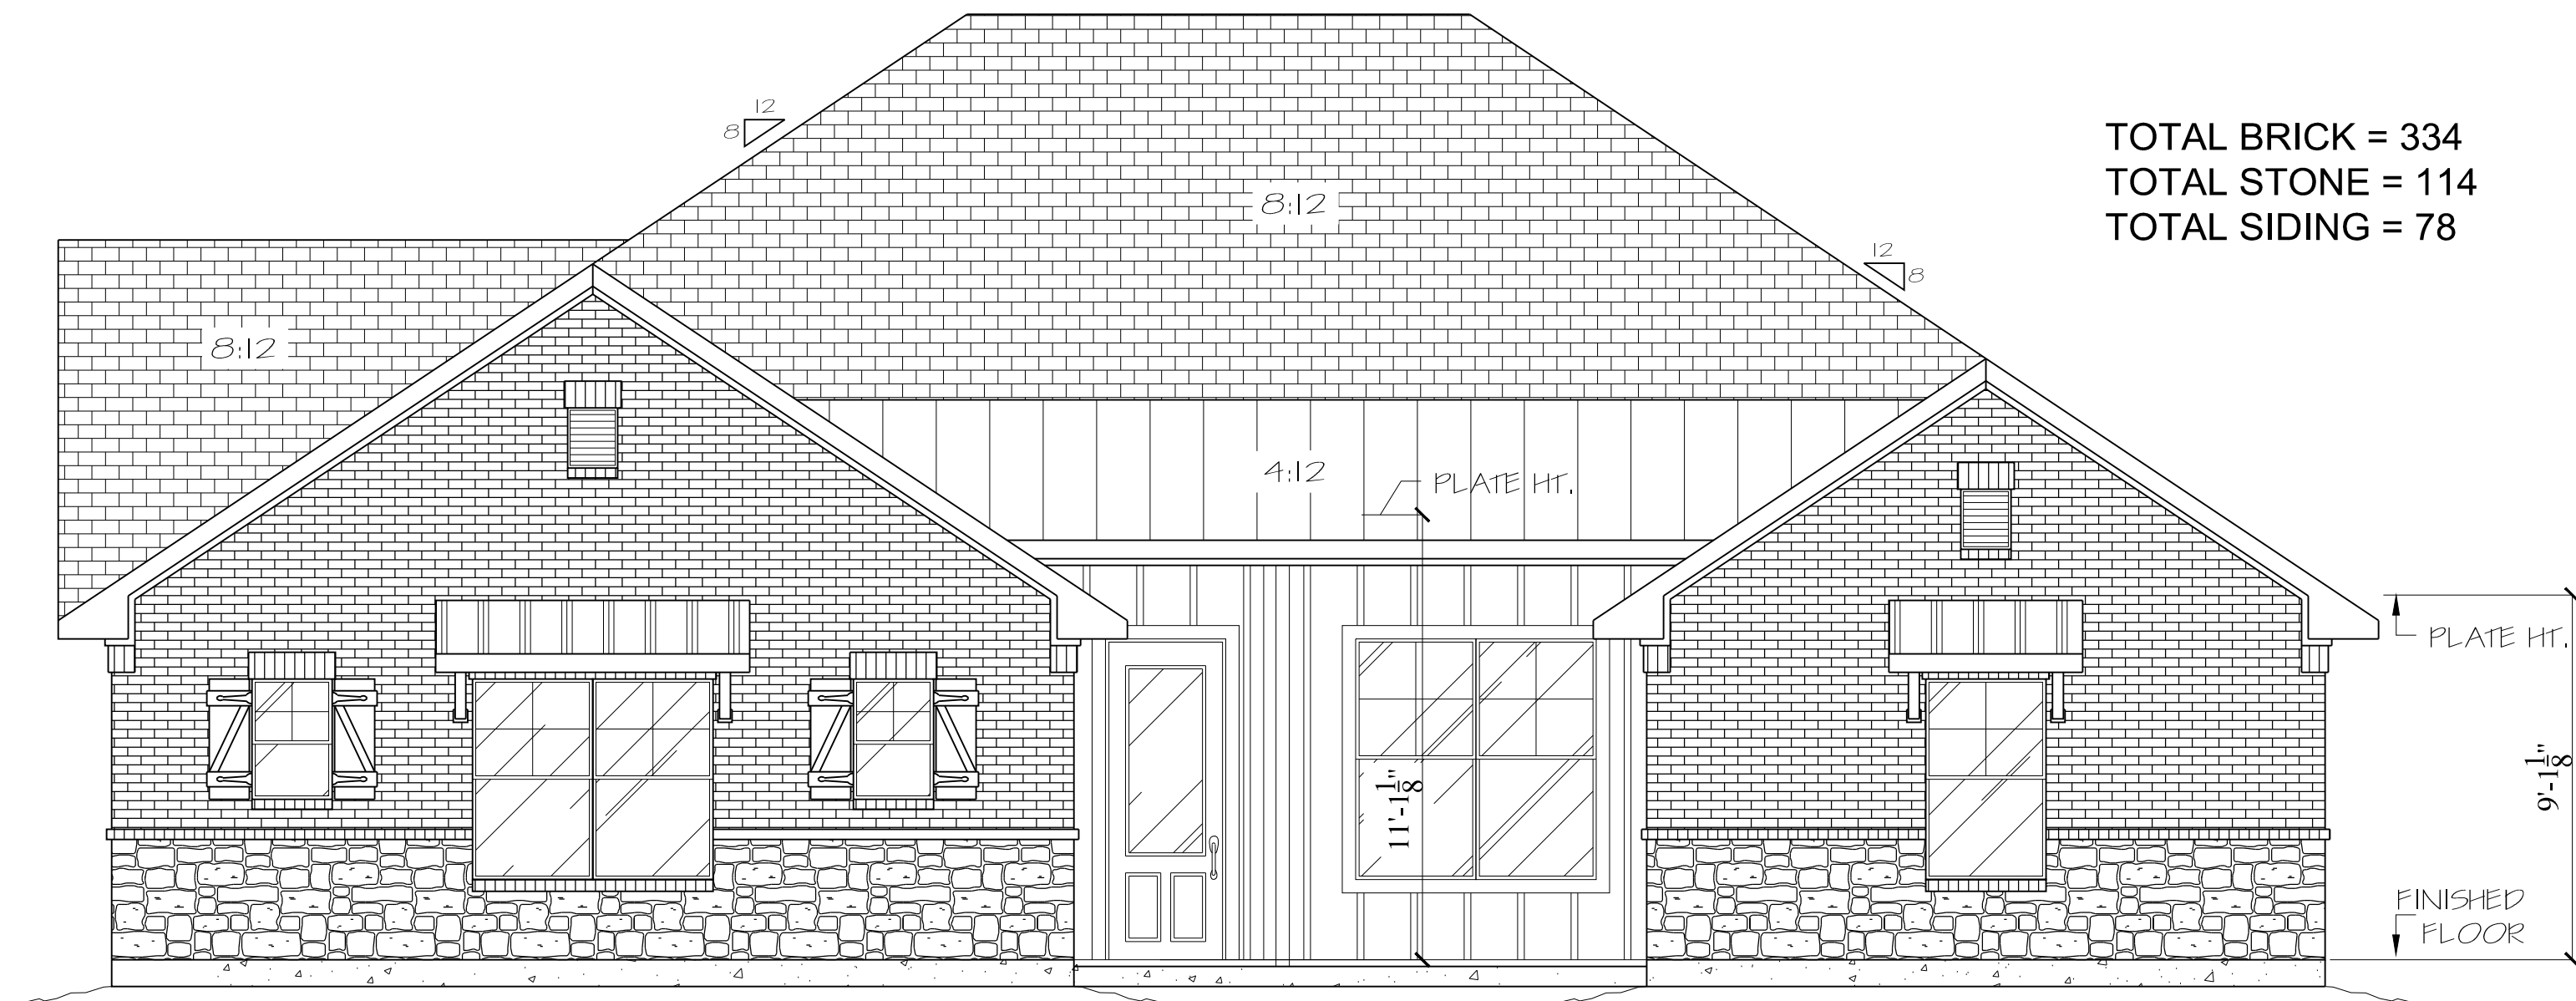 12
8
TOTAL BRICK = 334
TOTAL STONE = 114
TOTAL SIDING = 78
8:12
12
8
8:12
4:12
PLATE HT.
PLATE HT.
11'-1 1/8"
9'-1 1/8"
FINISHED
FLOOR